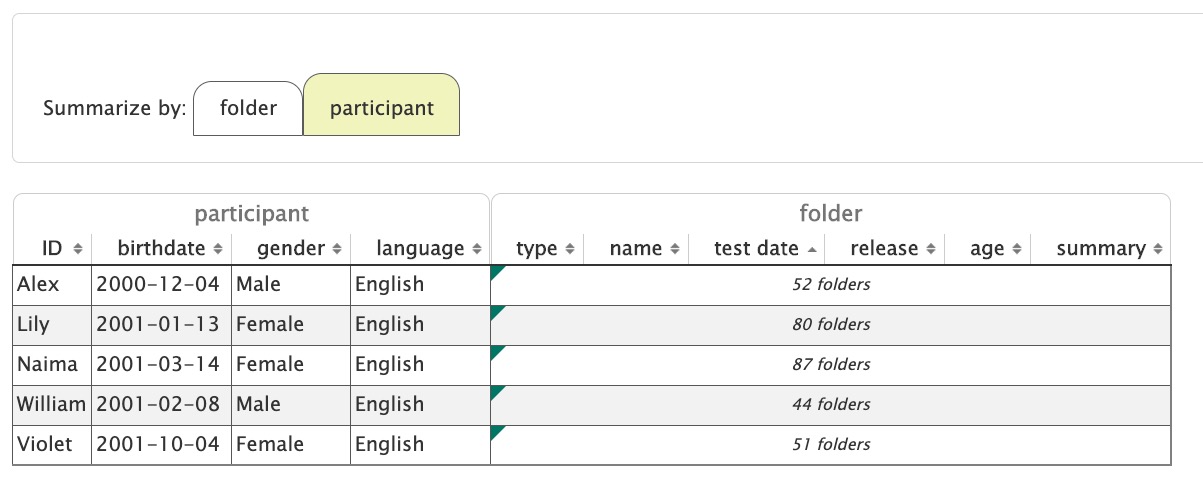 Summarize by: folder participant
participant folder
ID birthdate gender language type name test date release age summary
Alex 2000-12-04 Male English 52 folders
Lily 2001-01-13 Female English 80 folders
Naima 2001-03-14 Female English 87 folders
William 2001-02-08 Male English 44 folders
Violet 2001-10-04 Female English 51 folders